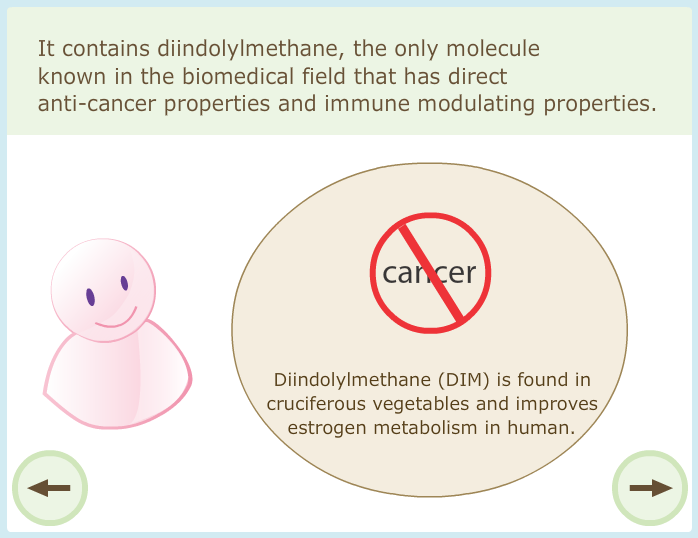 It contains diindolylmethane, the only molecule
known in the biomedical field that has direct
anti-cancer properties and immune modulating properties.
cancer
Diindolylmethane (DIM) is found in
cruciferous vegetables and improves
estrogen metabolism in human.